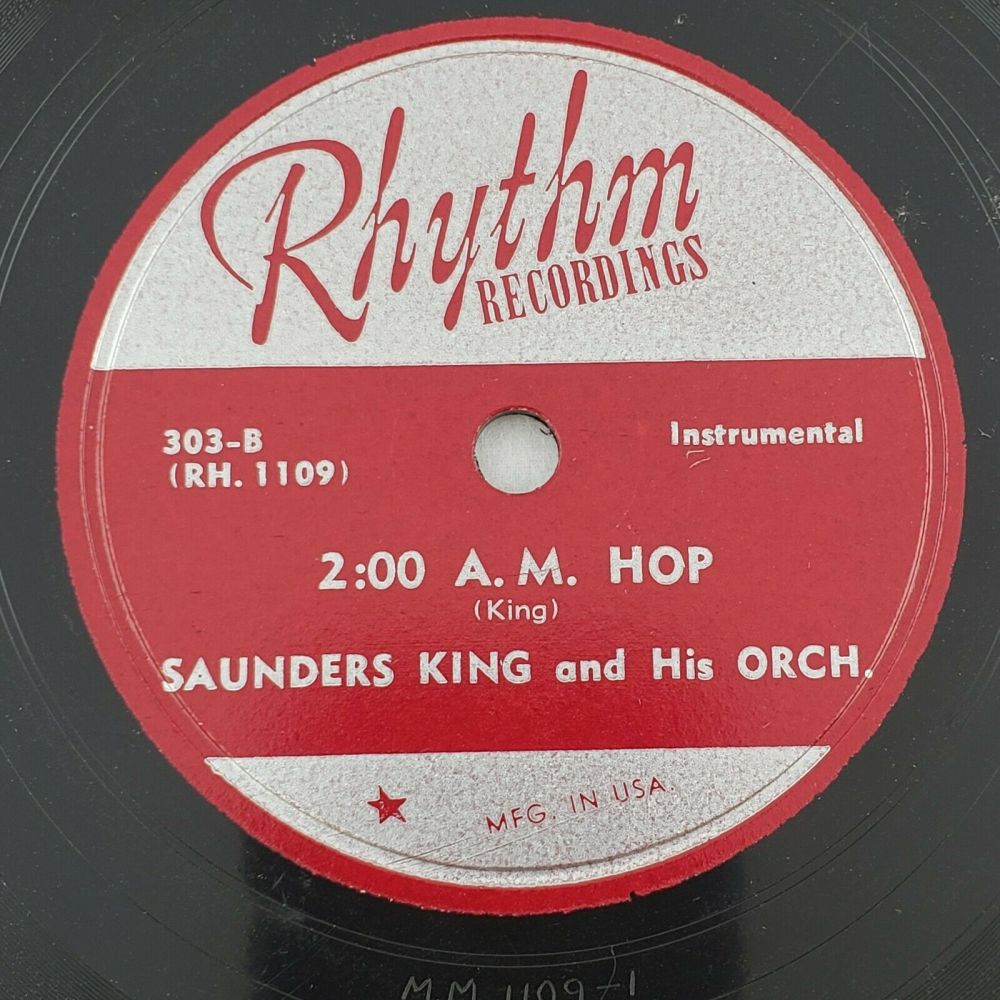 Rhythm
RECORDINGS
303-B
(RH. 1109)
Instrumental
2:00 A.M. HOP
(King)
SAUNDERS KING and His ORCH.
MFG. IN USA.
MM 1109-1